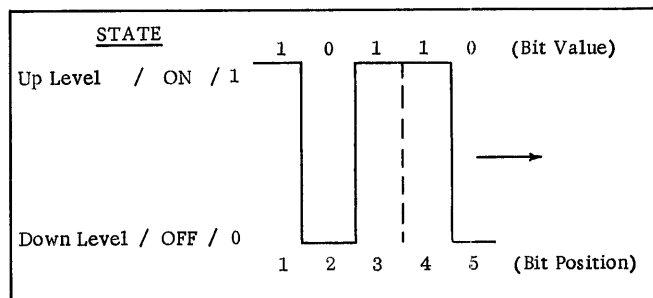 STATE
1 0 1 1 0 (Bit Value)
Up Level / ON / 1
Down Level / OFF / 0
1 2 3 4 5 (Bit Position)